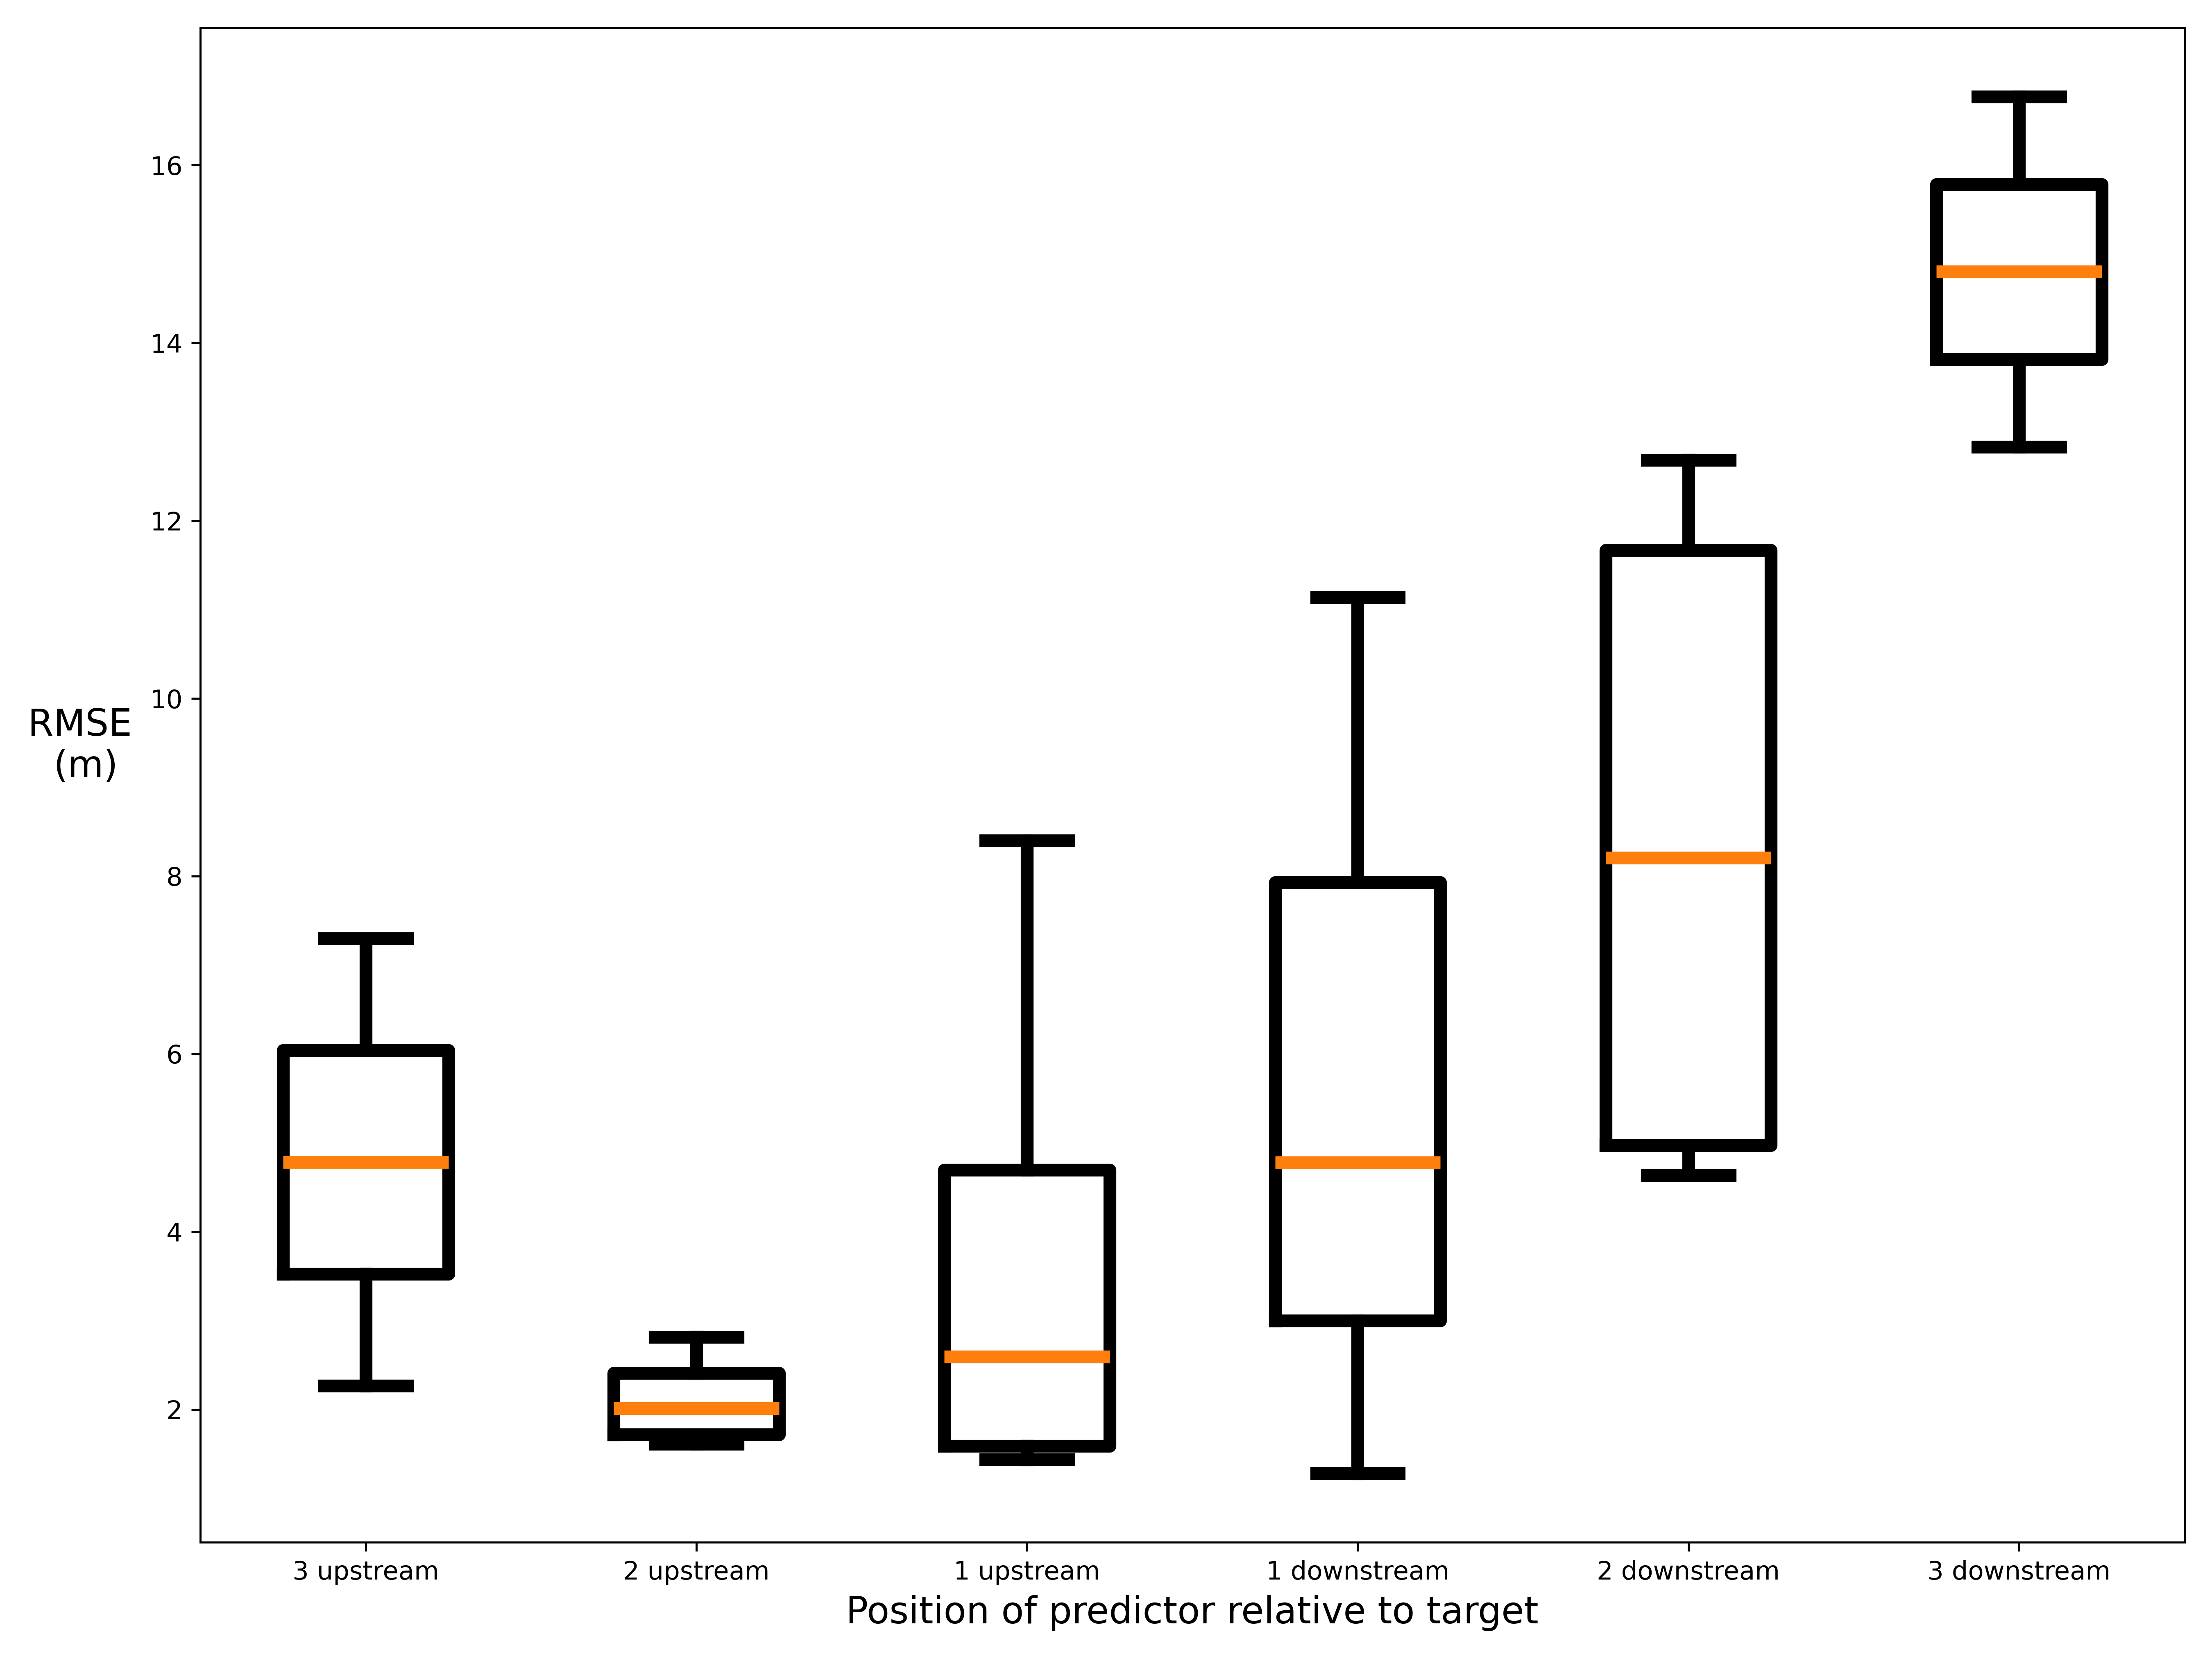 16
14
12
10
8
6
4
2
RMSE
(m)
3 upstream 2 upstream 1 upstream 1 downstream 2 downstream 3 downstream
Position of predictor relative to target